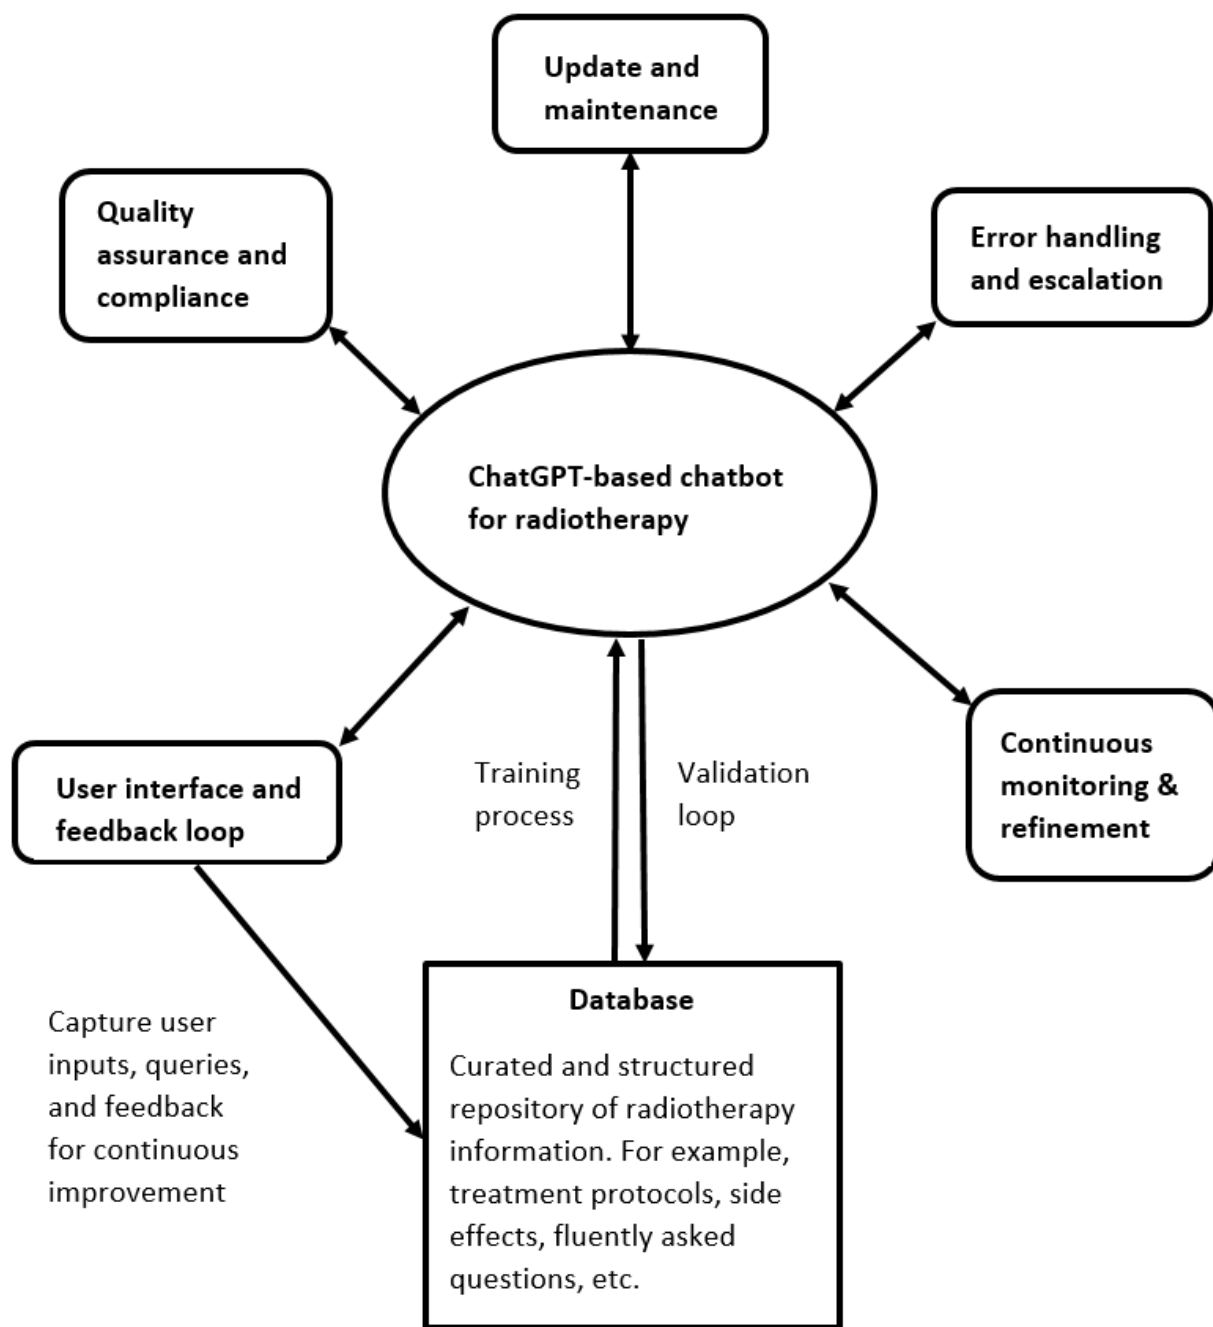 Update and
maintenance
Quality
assurance and
compliance
Error handling
and escalation
ChatGPT-based chatbot
for radiotherapy
User interface and
feedback loop
Training
process
Validation
loop
Continuous
monitoring &
refinement
Capture user
inputs, queries,
and feedback
for continuous
improvement
Database
Curated and structured
repository of radiotherapy
information. For example,
treatment protocols, side
effects, fluently asked
questions, etc.